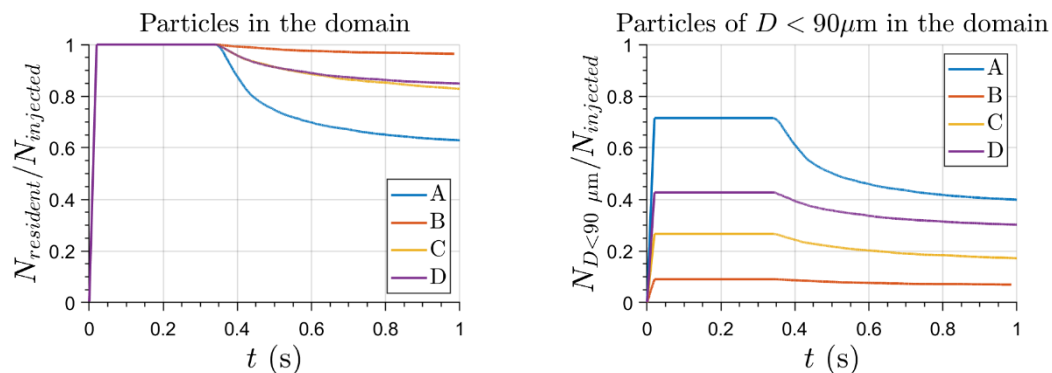 Particles in the domain
N_resident/N_injected
1
0.8
0.6
0.4
0.2
0
A
B
C
D
0 0.2 0.4 0.6 0.8 1
t (s)
Particles of D < 90μm in the domain
N_D<90 μm/N_injected
1
0.8
0.6
0.4
0.2
0
A
B
C
D
0 0.2 0.4 0.6 0.8 1
t (s)